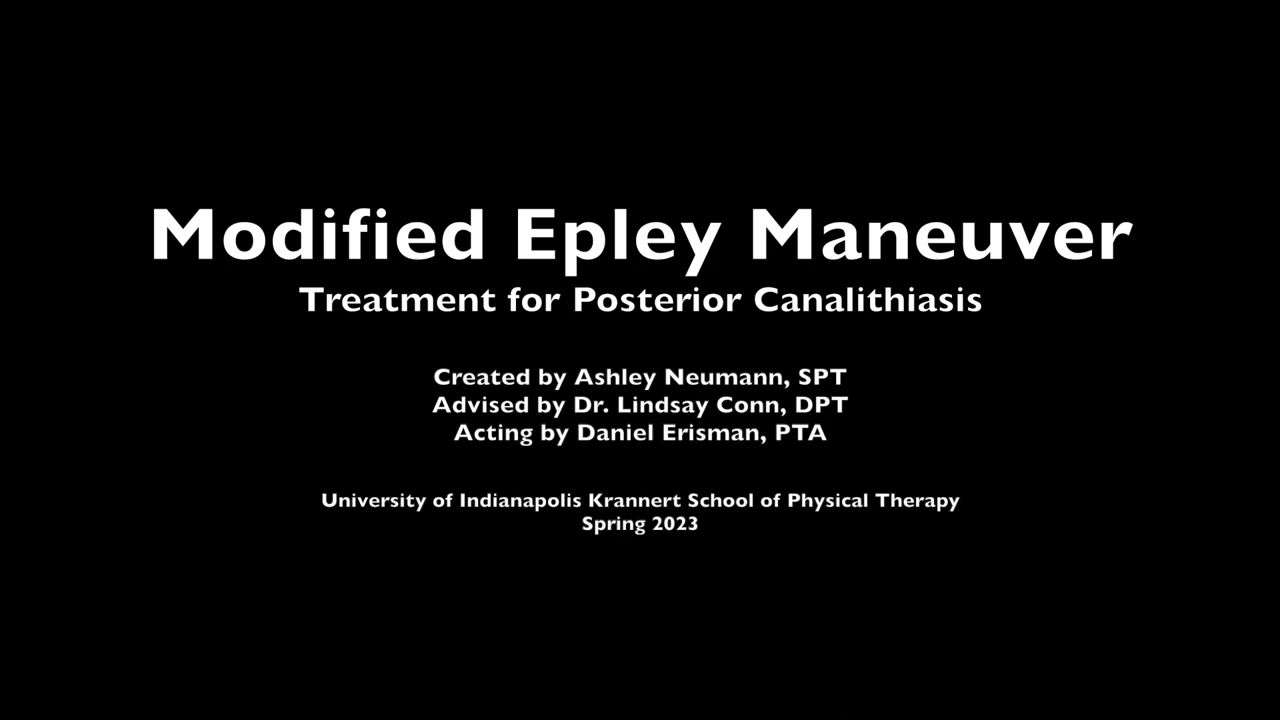 Modified Epley Maneuver
Treatment for Posterior Canalithiasis
Created by Ashley Neumann, SPT
Advised by Dr. Lindsay Conn, DPT
Acting by Daniel Erisman, PTA
University of Indianapolis Krannert School of Physical Therapy
Spring 2023